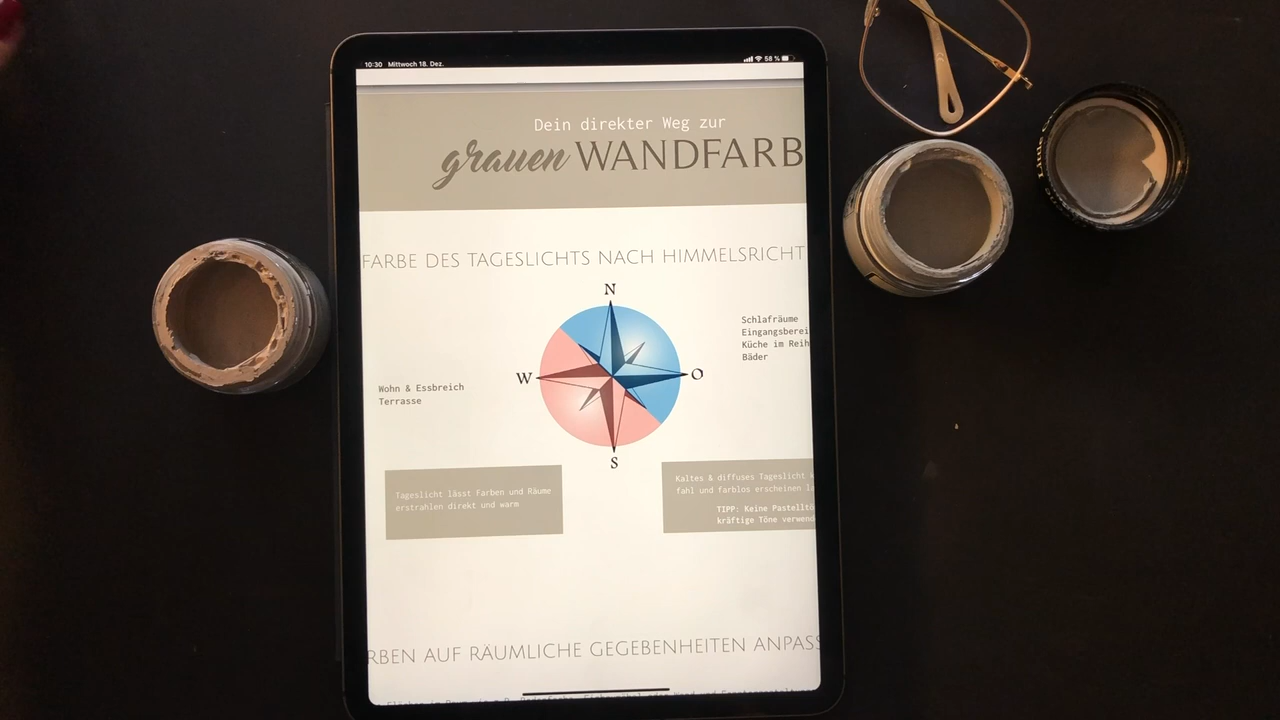 10:30 Mittwoch 18. Dez.
58 %
Dein direkter Weg zur
grauen WANDFARB
FARBE DES TAGESLICHTS NACH HIMMELSRICHT
N
Schlafräume
Eingangsberei
Küche im Reih
Bäder
W
O
Wohn & Essbreich
Terrasse
S
Tageslicht lässt Farben und Räume
erstrahlen direkt und warm
Kaltes & diffuses Tageslicht k
fahl und farblos erscheinen la
TIPP: Keine Pastelltö
kräftige Töne verwend
RBEN AUF RÄUMLICHE GEGEBENHEITEN ANPASS